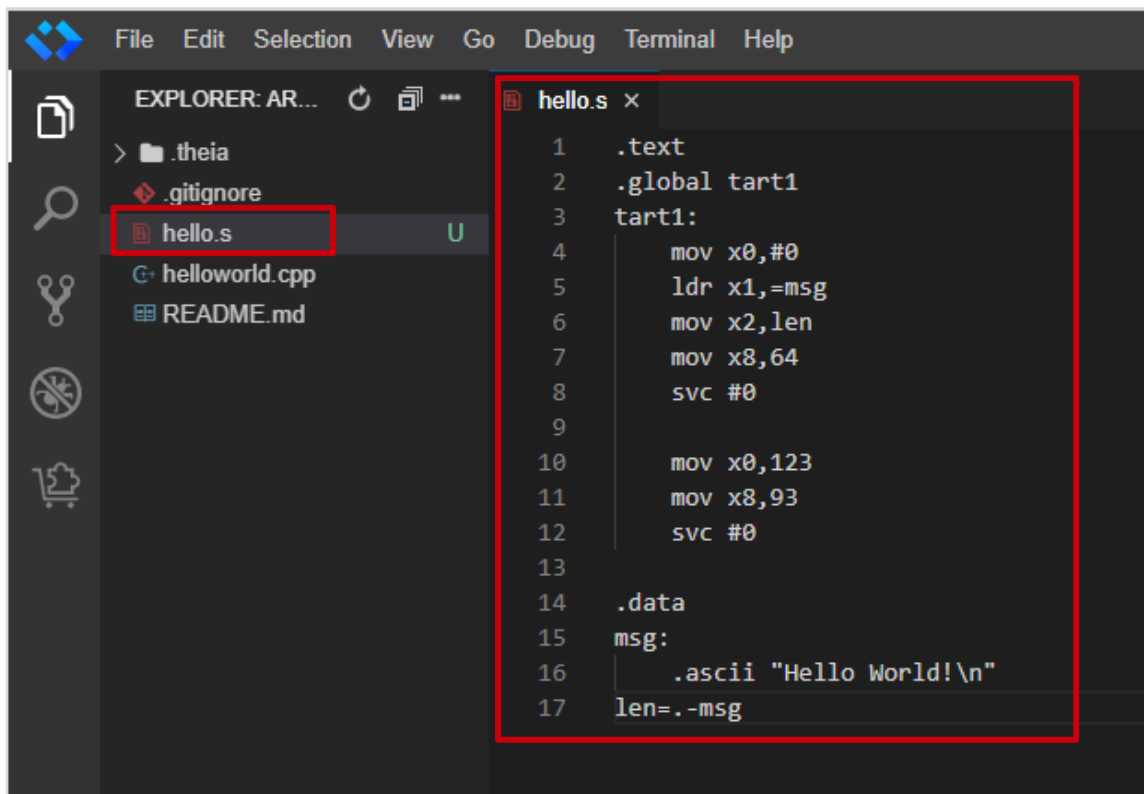 File Edit Selection View Go Debug Terminal Help
EXPLORER: AR...
.theia
.gitignore
hello.s U
helloworld.cpp
README.md
hello.s ×
1 .text
2 .global tart1
3 tart1:
4 mov x0,#0
5 ldr x1,=msg
6 mov x2,len
7 mov x8,64
8 svc #0
9
10 mov x0,123
11 mov x8,93
12 svc #0
13
14 .data
15 msg:
16 .ascii "Hello World!\n"
17 len=.-msg